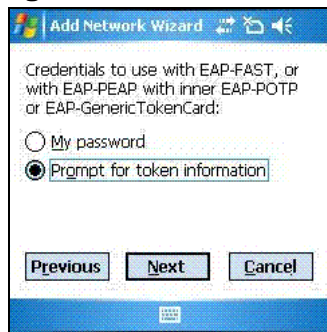 Add Network Wizard
Credentials to use with EAP-FAST, or
with EAP-PEAP with inner EAP-POTP
or EAP-GenericTokenCard:
My password
Prompt for token information
Previous Next Cancel